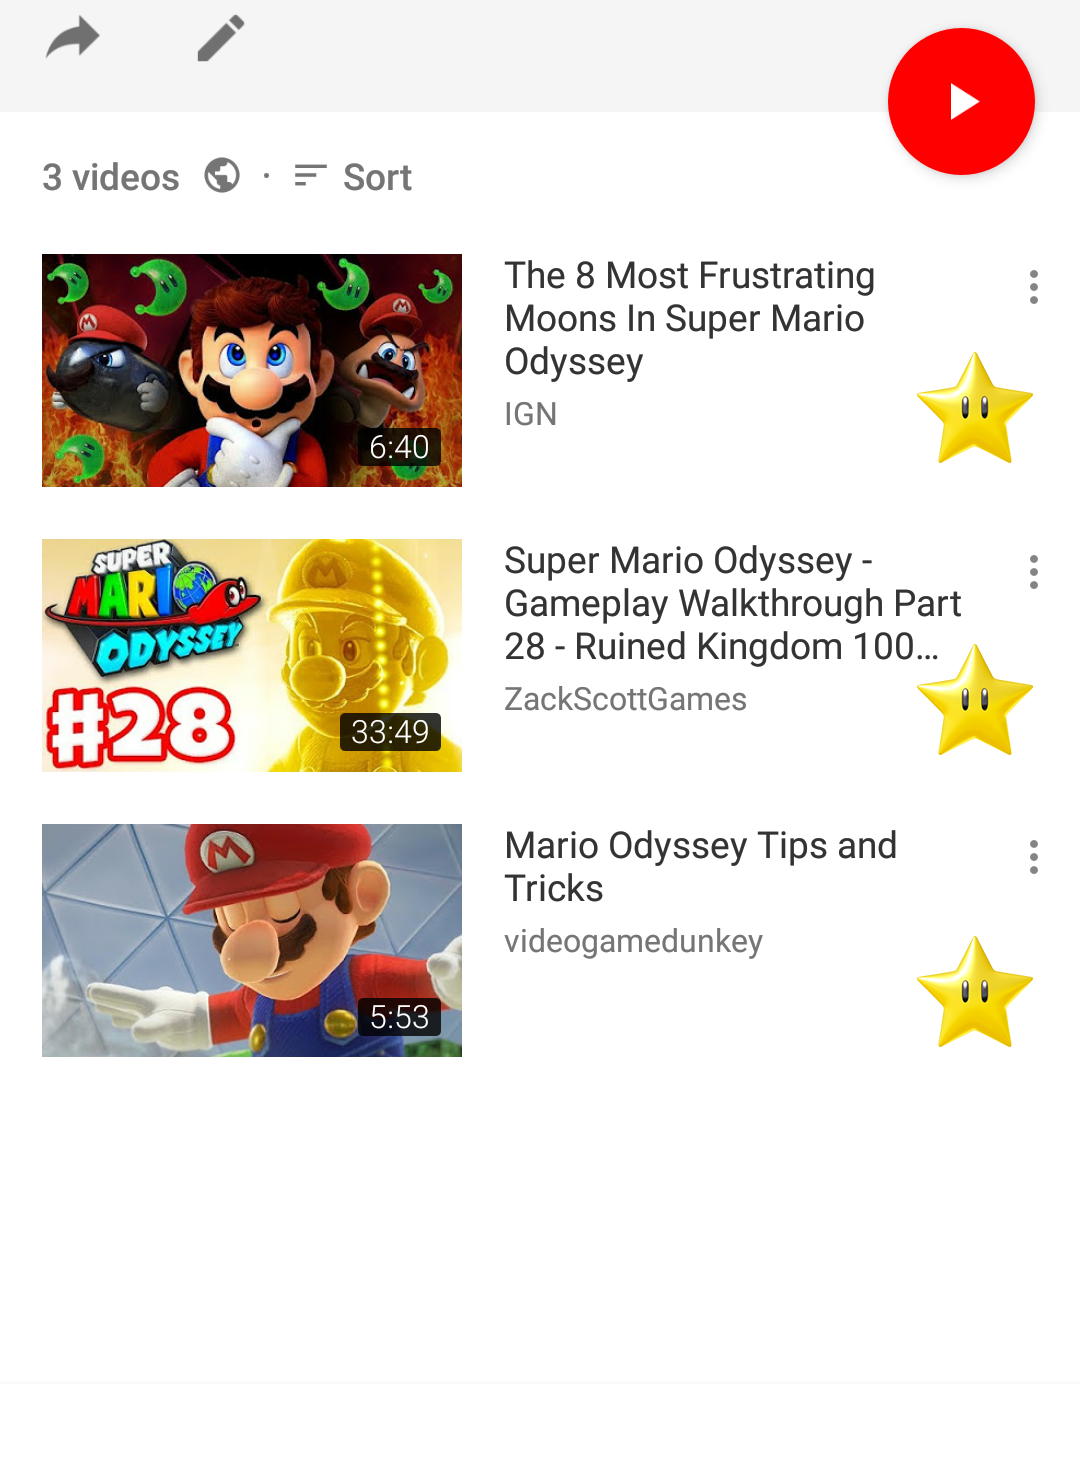 3 videos · Sort
The 8 Most Frustrating
Moons In Super Mario
Odyssey
IGN
6:40
SUPER
MARIO
ODYSSEY
#28
33:49
Super Mario Odyssey -
Gameplay Walkthrough Part
28 - Ruined Kingdom 100...
ZackScottGames
M
5:53
Mario Odyssey Tips and
Tricks
videogamedunkey